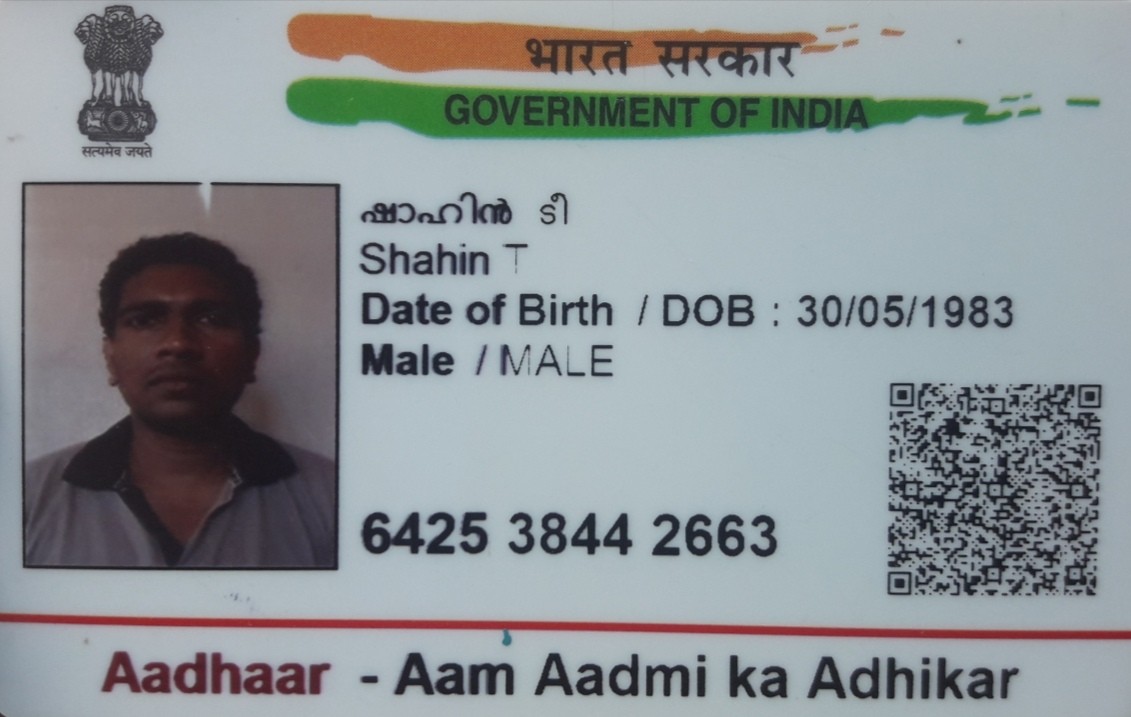 सत्यमेव जयते
भारत सरकार
GOVERNMENT OF INDIA
ഷാഹിൻ ടീ
Shahin T
Date of Birth / DOB : 30/05/1983
Male / MALE
6425 3844 2663
Aadhaar - Aam Aadmi ka Adhikar